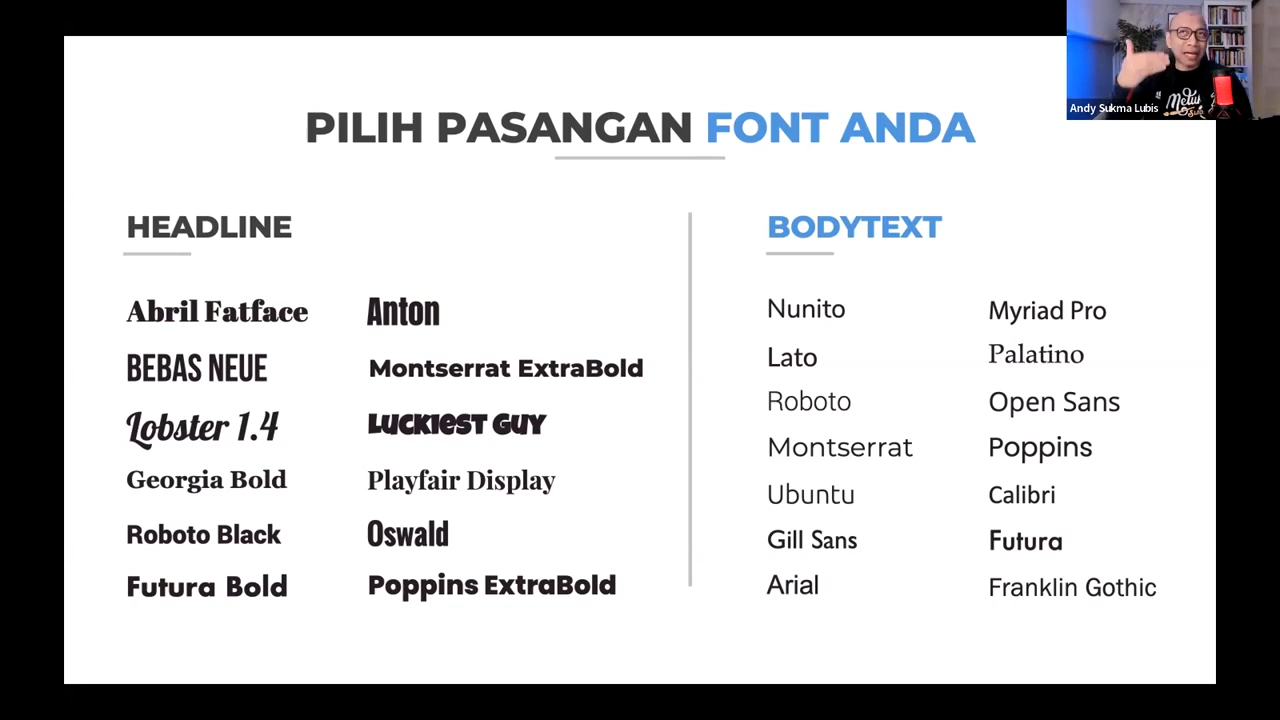 PILIH PASANGAN FONT ANDA
Andy Sukma Lubis
HEADLINE
Abril Fatface
BEBAS NEUE
Lobster 1.4
Georgia Bold
Roboto Black
Futura Bold
Anton
Montserrat ExtraBold
Luckiest Guy
Playfair Display
Oswald
Poppins ExtraBold
BODYTEXT
Nunito
Lato
Roboto
Montserrat
Ubuntu
Gill Sans
Arial
Myriad Pro
Palatino
Open Sans
Poppins
Calibri
Futura
Franklin Gothic